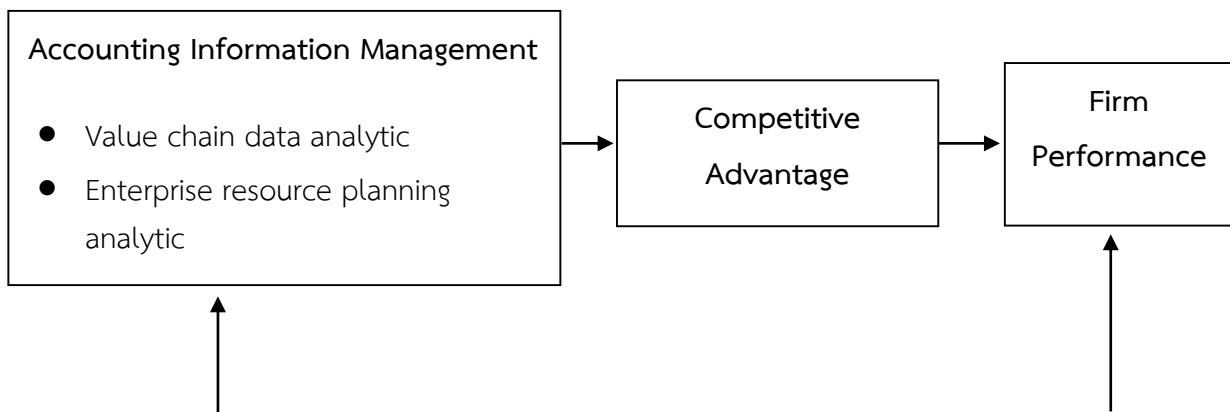 Accounting Information Management
● Value chain data analytic
● Enterprise resource planning
analytic
Competitive
Advantage
Firm
Performance